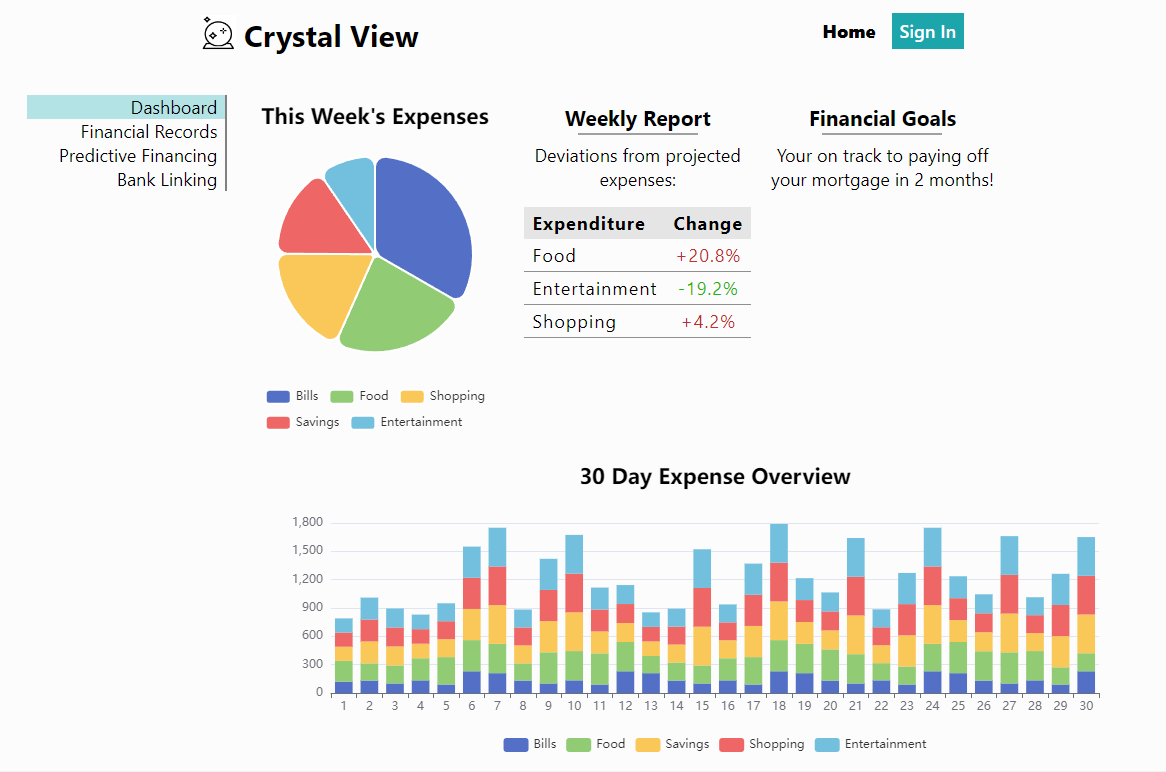 Crystal View
Home Sign In
Dashboard
Financial Records
Predictive Financing
Bank Linking
This Week's Expenses
Bills Food Shopping
Savings Entertainment
Weekly Report
Deviations from projected
expenses:
Expenditure Change
Food +20.8%
Entertainment -19.2%
Shopping +4.2%
Financial Goals
Your on track to paying off
your mortgage in 2 months!
30 Day Expense Overview
1,800
1,500
1,200
900
600
300
0
1 2 3 4 5 6 7 8 9 10 11 12 13 14 15 16 17 18 19 20 21 22 23 24 25 26 27 28 29 30
Bills Food Savings Shopping Entertainment